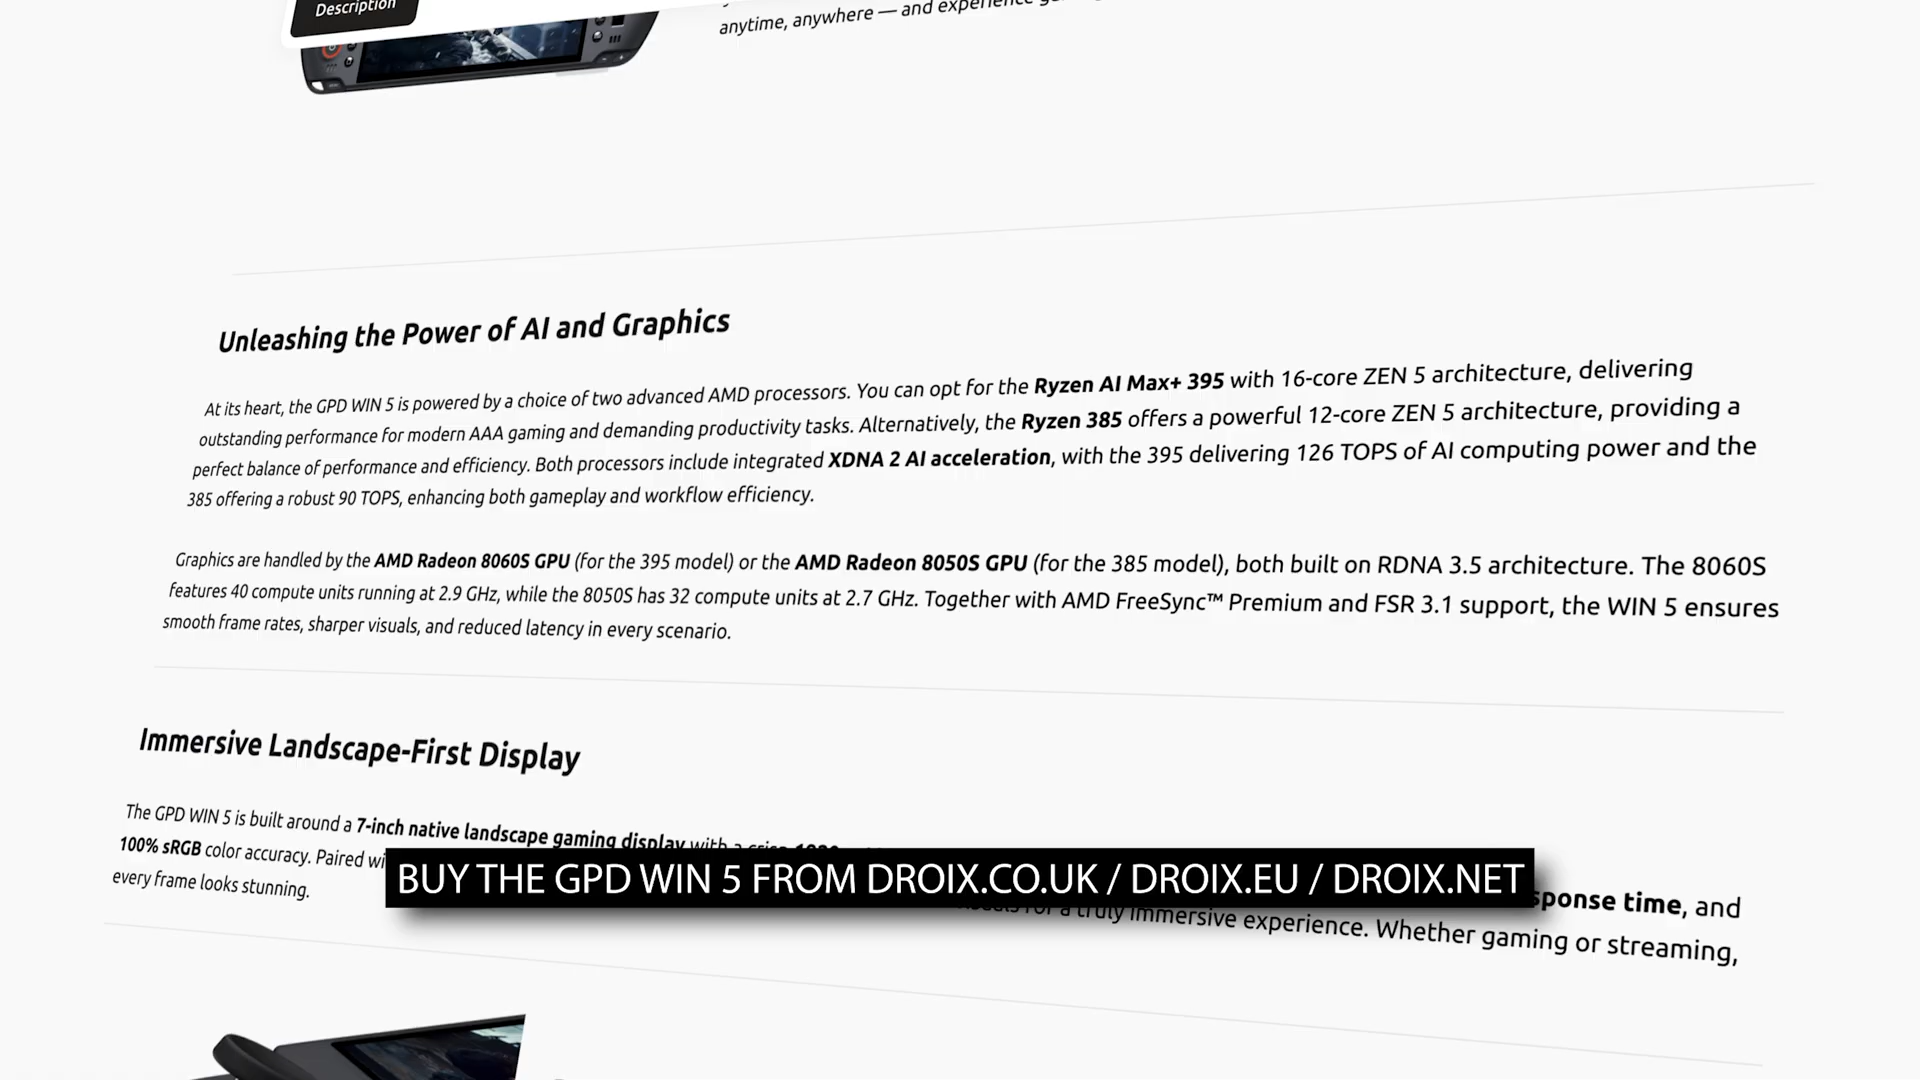 Description
anytime, anywhere — and experience
Unleashing the Power of AI and Graphics
At its heart, the GPD WIN 5 is powered by a choice of two advanced AMD processors. You can opt for the Ryzen AI Max+ 395 with 16-core ZEN 5 architecture, delivering
outstanding performance for modern AAA gaming and demanding productivity tasks. Alternatively, the Ryzen 385 offers a powerful 12-core ZEN 5 architecture, providing a
perfect balance of performance and efficiency. Both processors include integrated XDNA 2 AI acceleration, with the 395 delivering 126 TOPS of AI computing power and the
385 offering a robust 90 TOPS, enhancing both gameplay and workflow efficiency.
Graphics are handled by the AMD Radeon 8060S GPU (for the 395 model) or the AMD Radeon 8050S GPU (for the 385 model), both built on RDNA 3.5 architecture. The 8060S
features 40 compute units running at 2.9 GHz, while the 8050S has 32 compute units at 2.7 GHz. Together with AMD FreeSync™ Premium and FSR 3.1 support, the WIN 5 ensures
smooth frame rates, sharper visuals, and reduced latency in every scenario.
Immersive Landscape-First Display
The GPD WIN 5 is built around a 7-inch native landscape gaming display with a crisp
100% sRGB color accuracy. Paired
sponse time, and
for a truly immersive experience. Whether gaming or streaming,
every frame looks stunning.
BUY THE GPD WIN 5 FROM DROIX.CO.UK / DROIX.EU / DROIX.NET